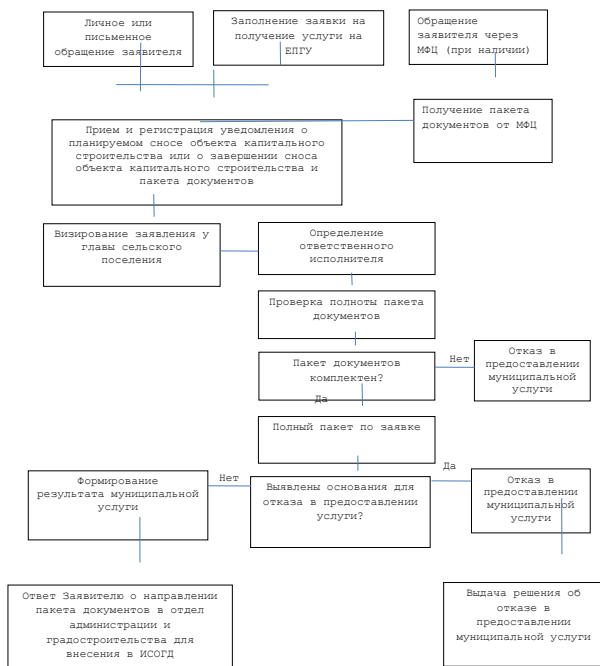 Личное или
письменное
обращение заявителя
Заполнение заявки на
получение услуги на
ЕПГУ
Обращение
заявителя через
МФЦ (при наличии)
Получение пакета
документов от МФЦ
Прием и регистрация уведомления о
планируемом сносе объекта капитального
строительства или о завершении сноса
объекта капитального строительства и
пакета документов
Визирование заявления у
главы сельского
поселения
Определение
ответственного
исполнителя
Проверка полноты пакета
документов
Пакет документов
комплектен?
Нет
Отказ в
предоставлении
муниципальной
услуги
Да
Полный пакет по заявке
Формирование
результата муниципальной
услуги
Нет
Выявлены основания для
отказа в предоставлении
услуги?
Да
Отказ в
предоставлении
муниципальной
услуги
Ответ Заявителю о направлении
пакета документов в отдел
администрации и
градостроительства для
внесения в ИСОГД
Выдача решения об
отказе в
предоставлении
муниципальной услуги